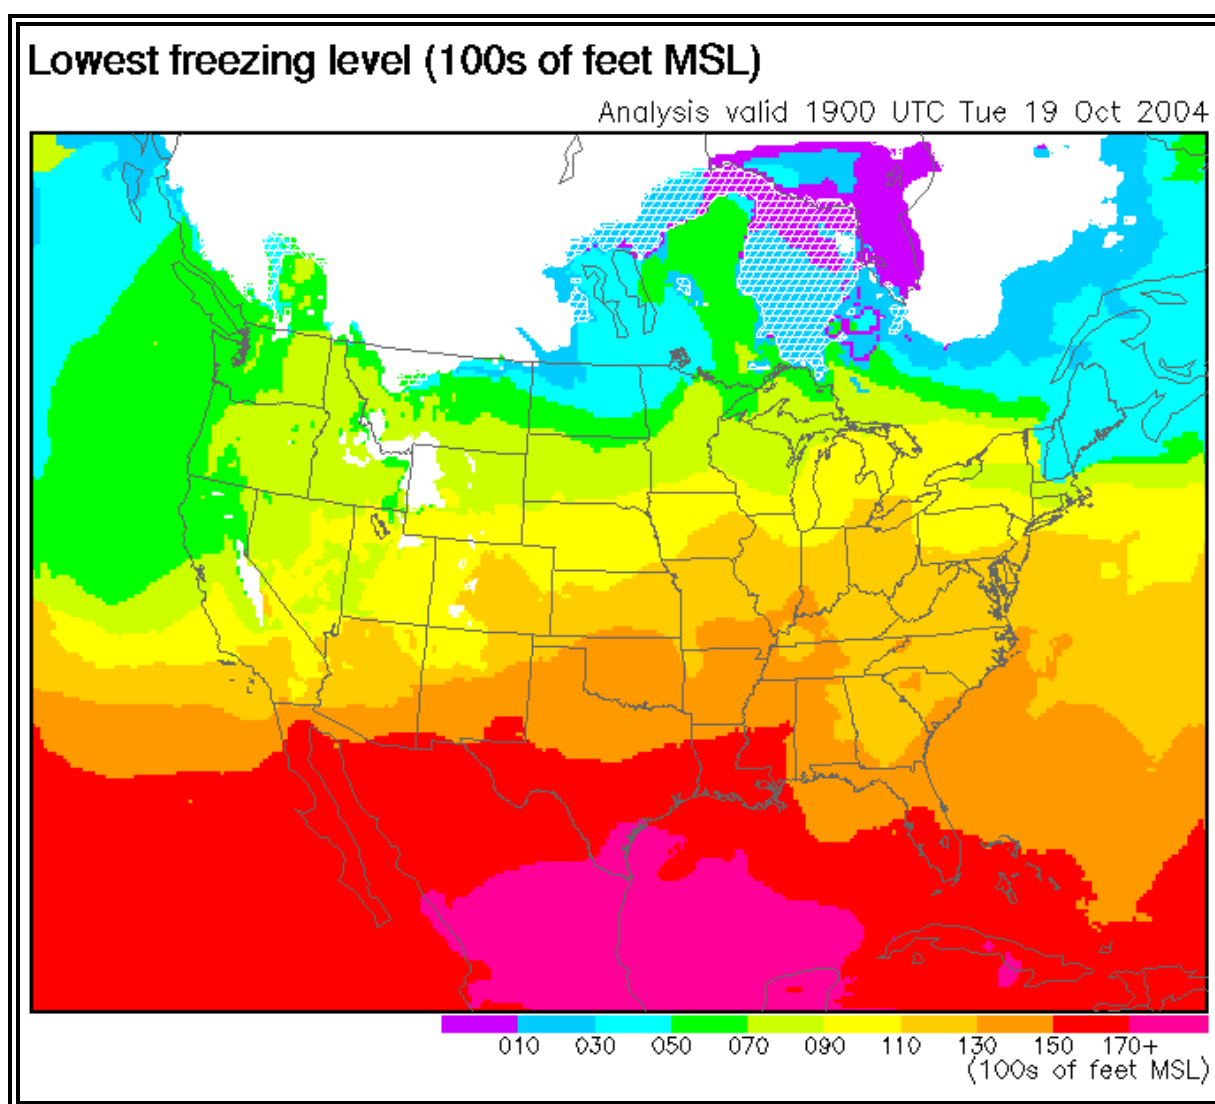 Lowest freezing level (100s of feet MSL)
Analysis valid 1900 UTC Tue 19 Oct 2004
010 030 050 070 090 110 130 150 170+
(100s of feet MSL)